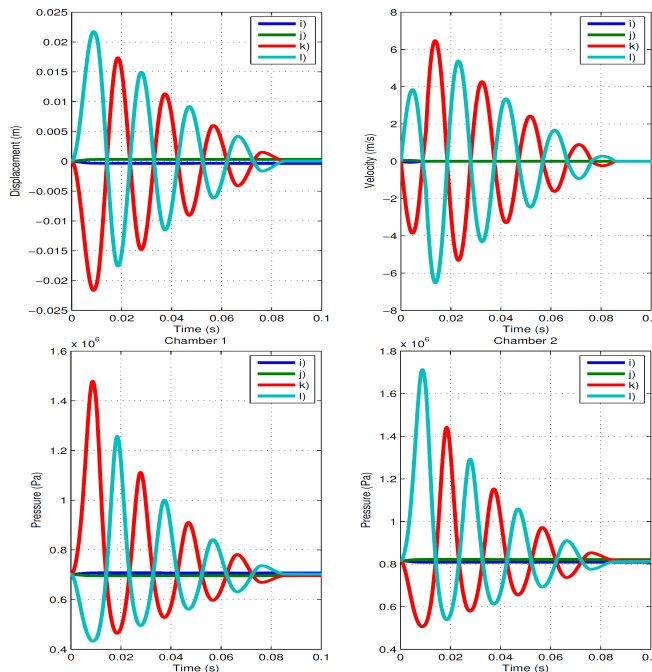 0.025
0.02
0.015
0.01
0.005
0
−0.005
−0.01
−0.015
−0.02
−0.025
Displacement (m)
0 0.02 0.04 0.06 0.08 0.1
Time (s)
i)
j)
k)
l)
8
6
4
2
0
−2
−4
−6
−8
Velocity (m/s)
0 0.02 0.04 0.06 0.08 0.1
Time (s)
i)
j)
k)
l)
Chamber 1
x 10⁶
1.6
1.4
1.2
1
0.8
0.6
0.4
Pressure (Pa)
0 0.02 0.04 0.06 0.08 0.1
Time (s)
i)
j)
k)
l)
Chamber 2
x 10⁶
1.8
1.6
1.4
1.2
1
0.8
0.6
0.4
Pressure (Pa)
0 0.02 0.04 0.06 0.08 0.
Time (s)
i)
j)
k)
l)